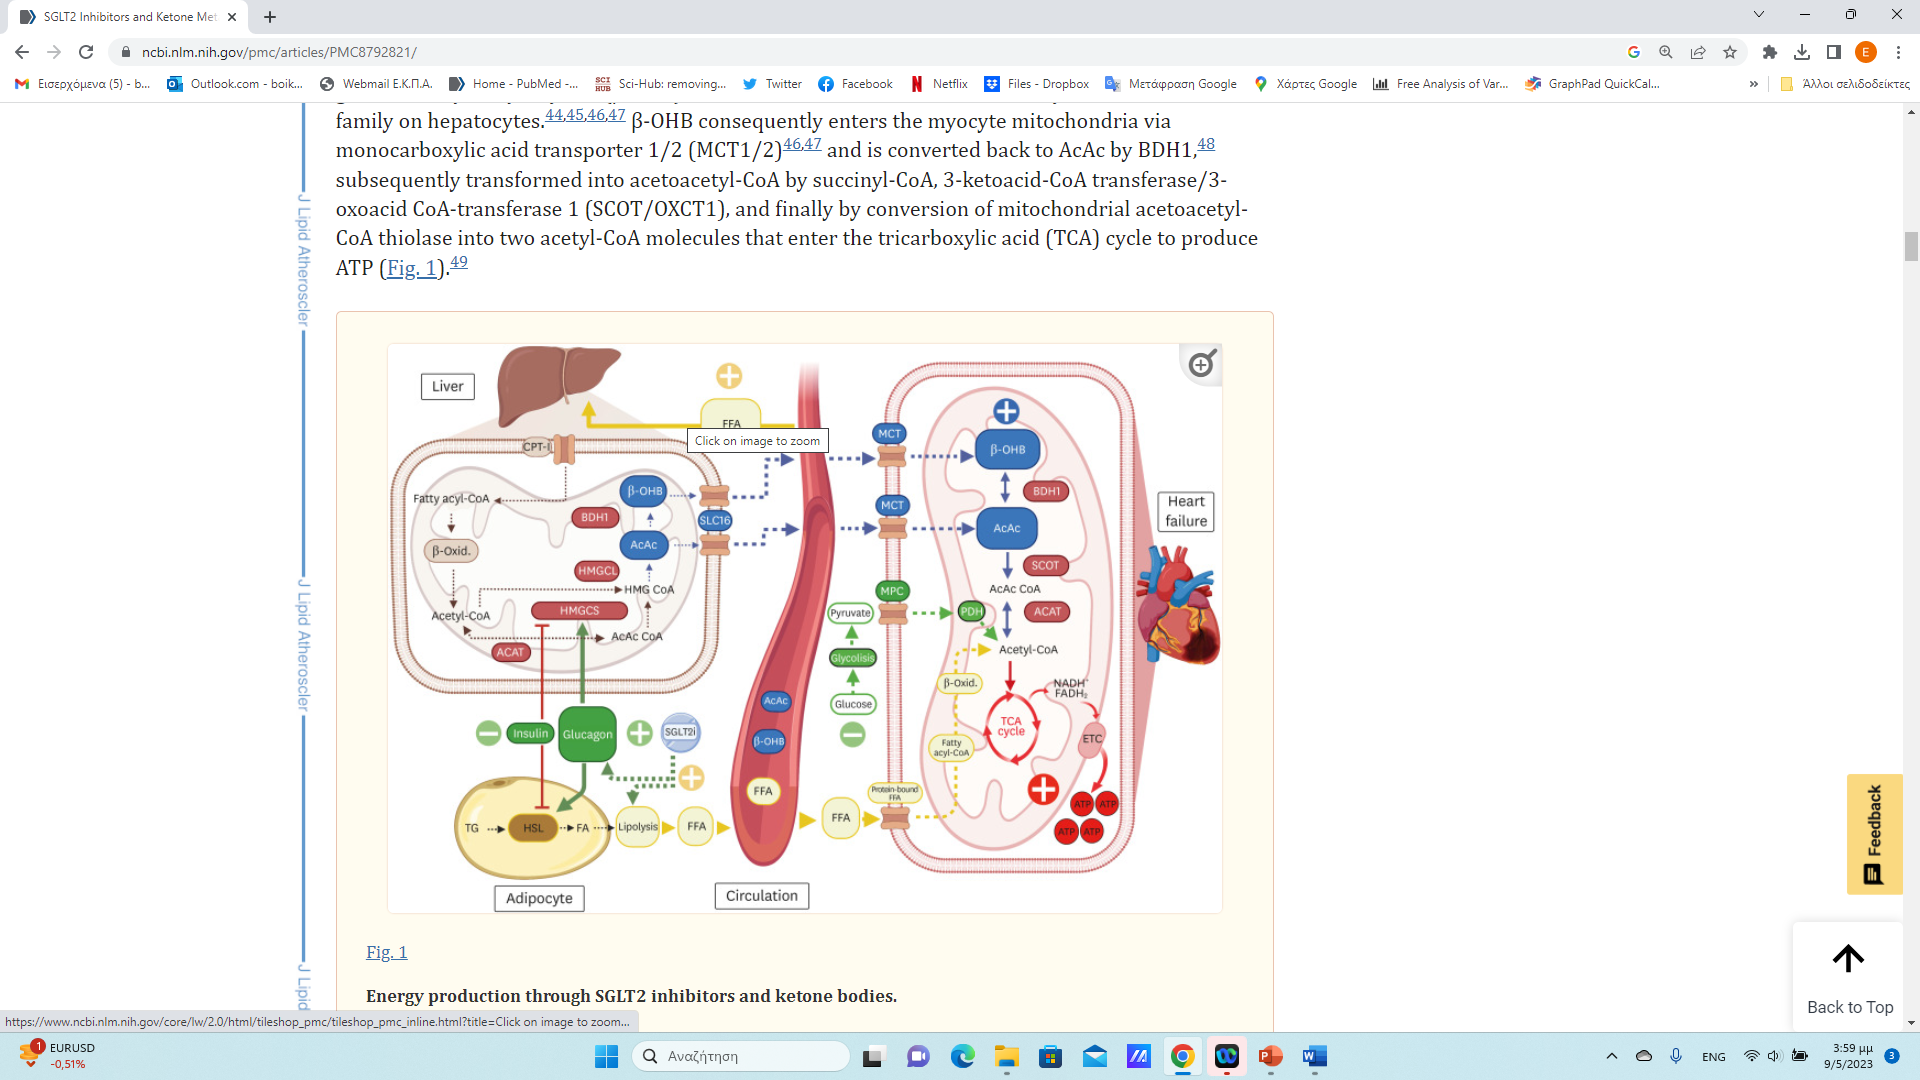 SGLT2 Inhibitors and Ketone Met
ncbi.nlm.nih.gov/pmc/articles/PMC8792821/
E
Εισερχόμενα (5) - b...
Outlook.com - boik...
Webmail Ε.Κ.Π.Α.
Home - PubMed -...
SCI HUB
Sci-Hub: removing...
Twitter
Facebook
Netflix
Files - Dropbox
Μετάφραση Google
Χάρτες Google
Free Analysis of Var...
GraphPad QuickCal...
»
Άλλοι σελιδοδείκτες
family on hepatocytes.44,45,46,47 β-OHB consequently enters the myocyte mitochondria via
monocarboxylic acid transporter 1/2 (MCT1/2)46,47 and is converted back to AcAc by BDH1,48
subsequently transformed into acetoacetyl-CoA by succinyl-CoA, 3-ketoacid-CoA transferase/3-
oxoacid CoA-transferase 1 (SCOT/OXCT1), and finally by conversion of mitochondrial acetoacetyl-
CoA thiolase into two acetyl-CoA molecules that enter the tricarboxylic acid (TCA) cycle to produce
ATP (Fig. 1).49
J Lipid Atheroscler
J Lipid Atheroscler
J Lipid
Liver
FFA
Click on image to zoom
CPT-I
Fatty acyl-CoA
β-Oxid.
Acetyl-CoA
ACAT
BDH1
HMGCL
HMGCS
β-OHB
AcAc
HMG CoA
AcAc CoA
SLC16
MCT
MCT
MPC
β-OHB
BDH1
AcAc
SCOT
AcAc CoA
ACAT
PDH
Acetyl-CoA
Pyruvate
Glycolisis
Glucose
β-Oxid.
Fatty
acyl-CoA
NADH
FADH2
TCA
cycle
ETC
ATP
ATP
ATP
ATP
Heart
failure
Insulin
Glucagon
SGLT2i
AcAc
β-OHB
FFA
TG
HSL
FA
Lipolysis
FFA
FFA
Protein-bound
FFA
Adipocyte
Circulation
Fig. 1
Energy production through SGLT2 inhibitors and ketone bodies.
Feedback
Back to Top
https://www.ncbi.nlm.nih.gov/core/lw/2.0/html/tileshop_pmc/tileshop_pmc_inline.html?title=Click on image to zoom...
1
EURUSD
-0,51%
Αναζήτηση
ENG
3:59 μμ
9/5/2023
3